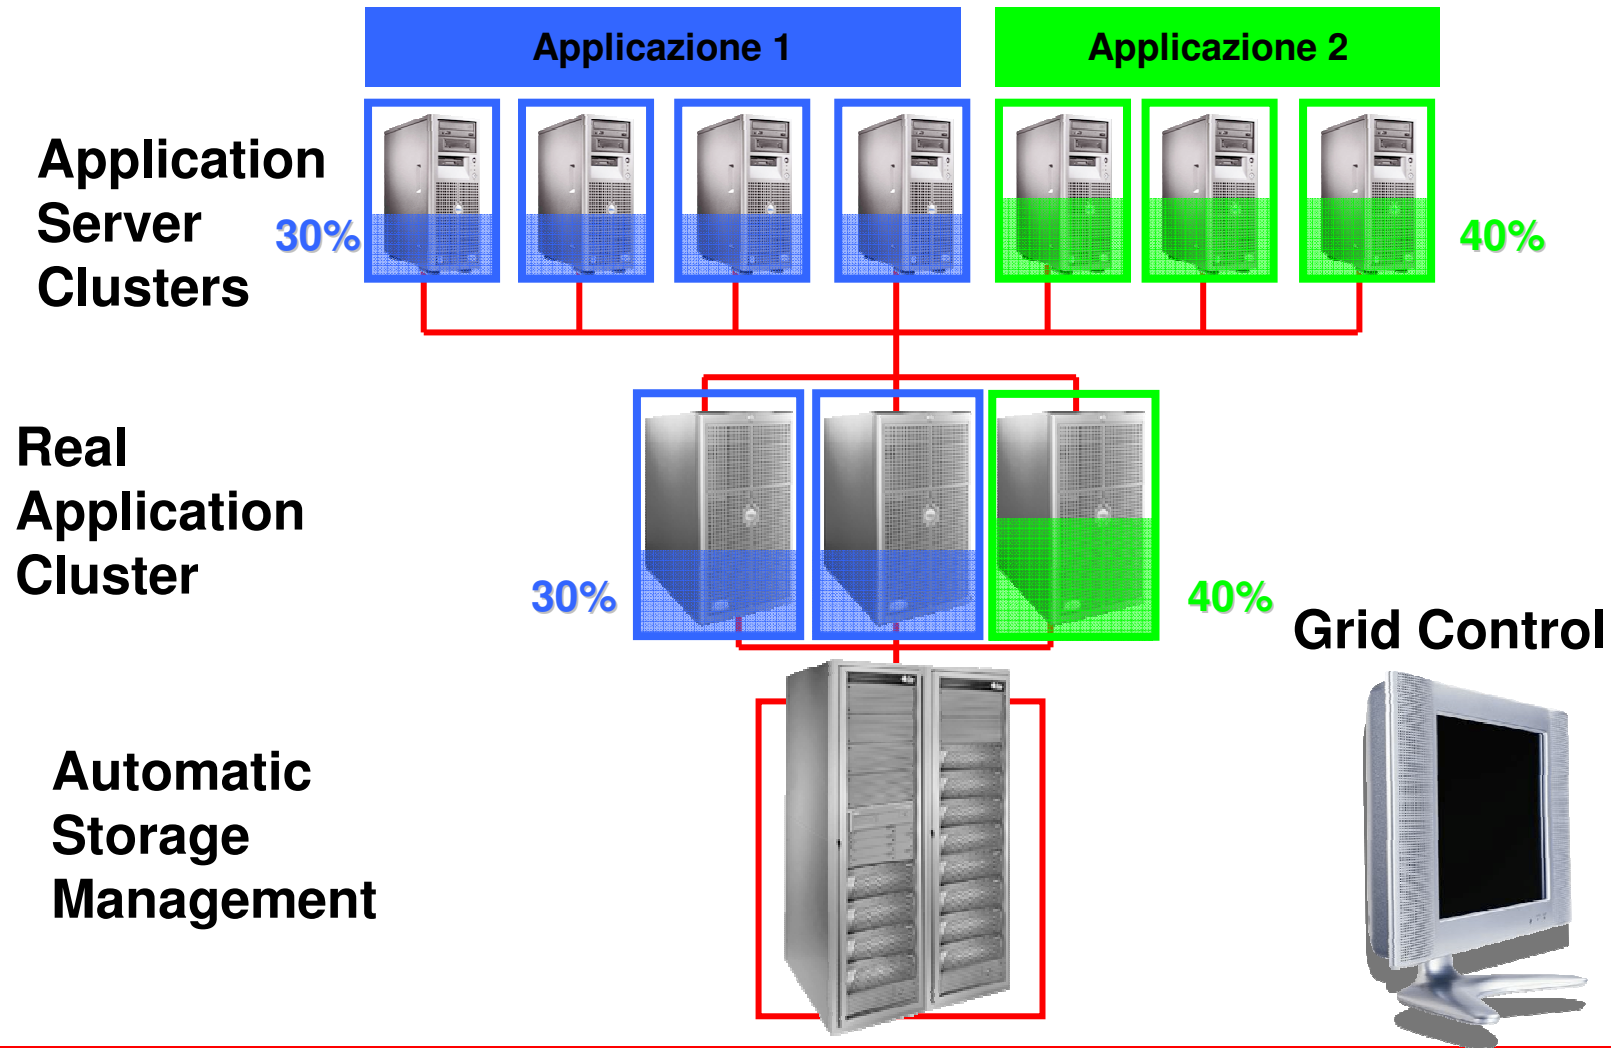 Applicazione 1
Applicazione 2
Application
Server
Clusters
30%
40%
Real
Application
Cluster
30%
40%
Grid Control
Automatic
Storage
Management